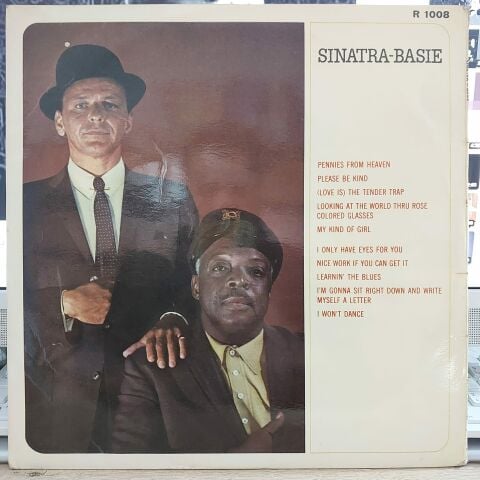 R 1008
SINATRA-BASIE
PENNIES FROM HEAVEN
PLEASE BE KIND
(LOVE IS) THE TENDER TRAP
LOOKING AT THE WORLD THRU ROSE
COLORED GLASSES
MY KIND OF GIRL
I ONLY HAVE EYES FOR YOU
NICE WORK IF YOU CAN GET IT
LEARNIN' THE BLUES
I'M GONNA SIT RIGHT DOWN AND WRITE
MYSELF A LETTER
I WON'T DANCE